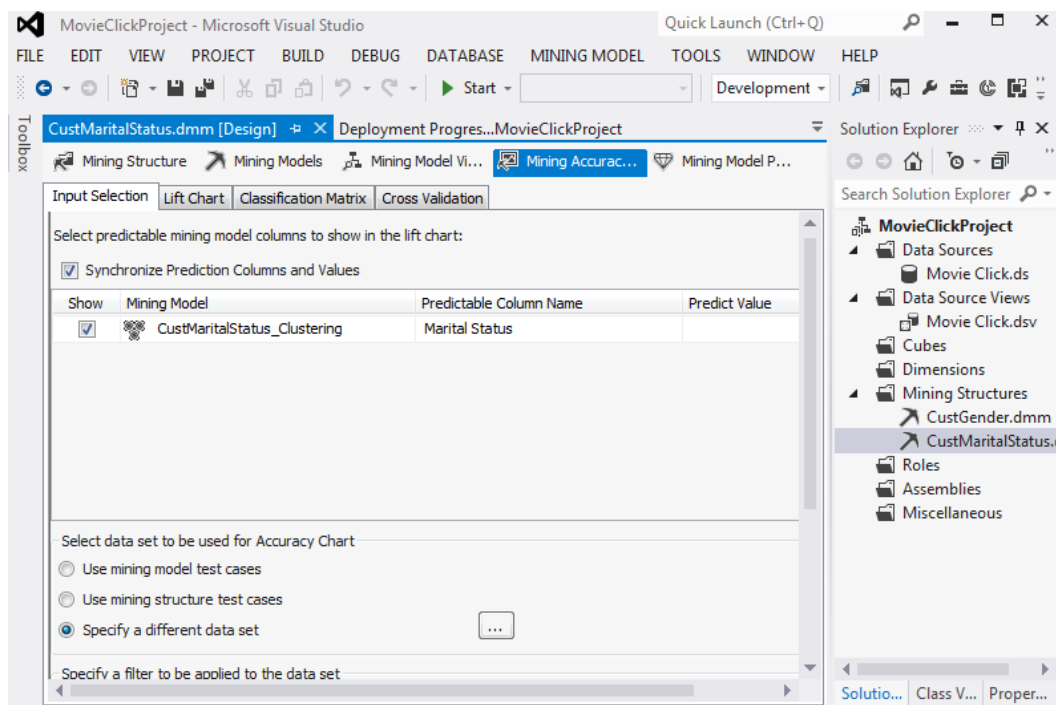 MovieClickProject - Microsoft Visual Studio
Quick Launch (Ctrl+Q)
FILE EDIT VIEW PROJECT BUILD DEBUG DATABASE MINING MODEL TOOLS WINDOW HELP
Start
Development
Toolbox
CustMaritalStatus.dmm [Design]
Deployment Progres...MovieClickProject
Mining Structure
Mining Models
Mining Model Vi...
Mining Accurac...
Mining Model P...
Input Selection
Lift Chart
Classification Matrix
Cross Validation
Select predictable mining model columns to show in the lift chart:
Synchronize Prediction Columns and Values
Show Mining Model Predictable Column Name Predict Value
CustMaritalStatus_Clustering Marital Status
Select data set to be used for Accuracy Chart
Use mining model test cases
Use mining structure test cases
Specify a different data set
...
Specify a filter to be applied to the data set
Solution Explorer
Search Solution Explorer
MovieClickProject
Data Sources
Movie Click.ds
Data Source Views
Movie Click.dsv
Cubes
Dimensions
Mining Structures
CustGender.dmm
CustMaritalStatus.
Roles
Assemblies
Miscellaneous
Solutio... Class V... Proper...